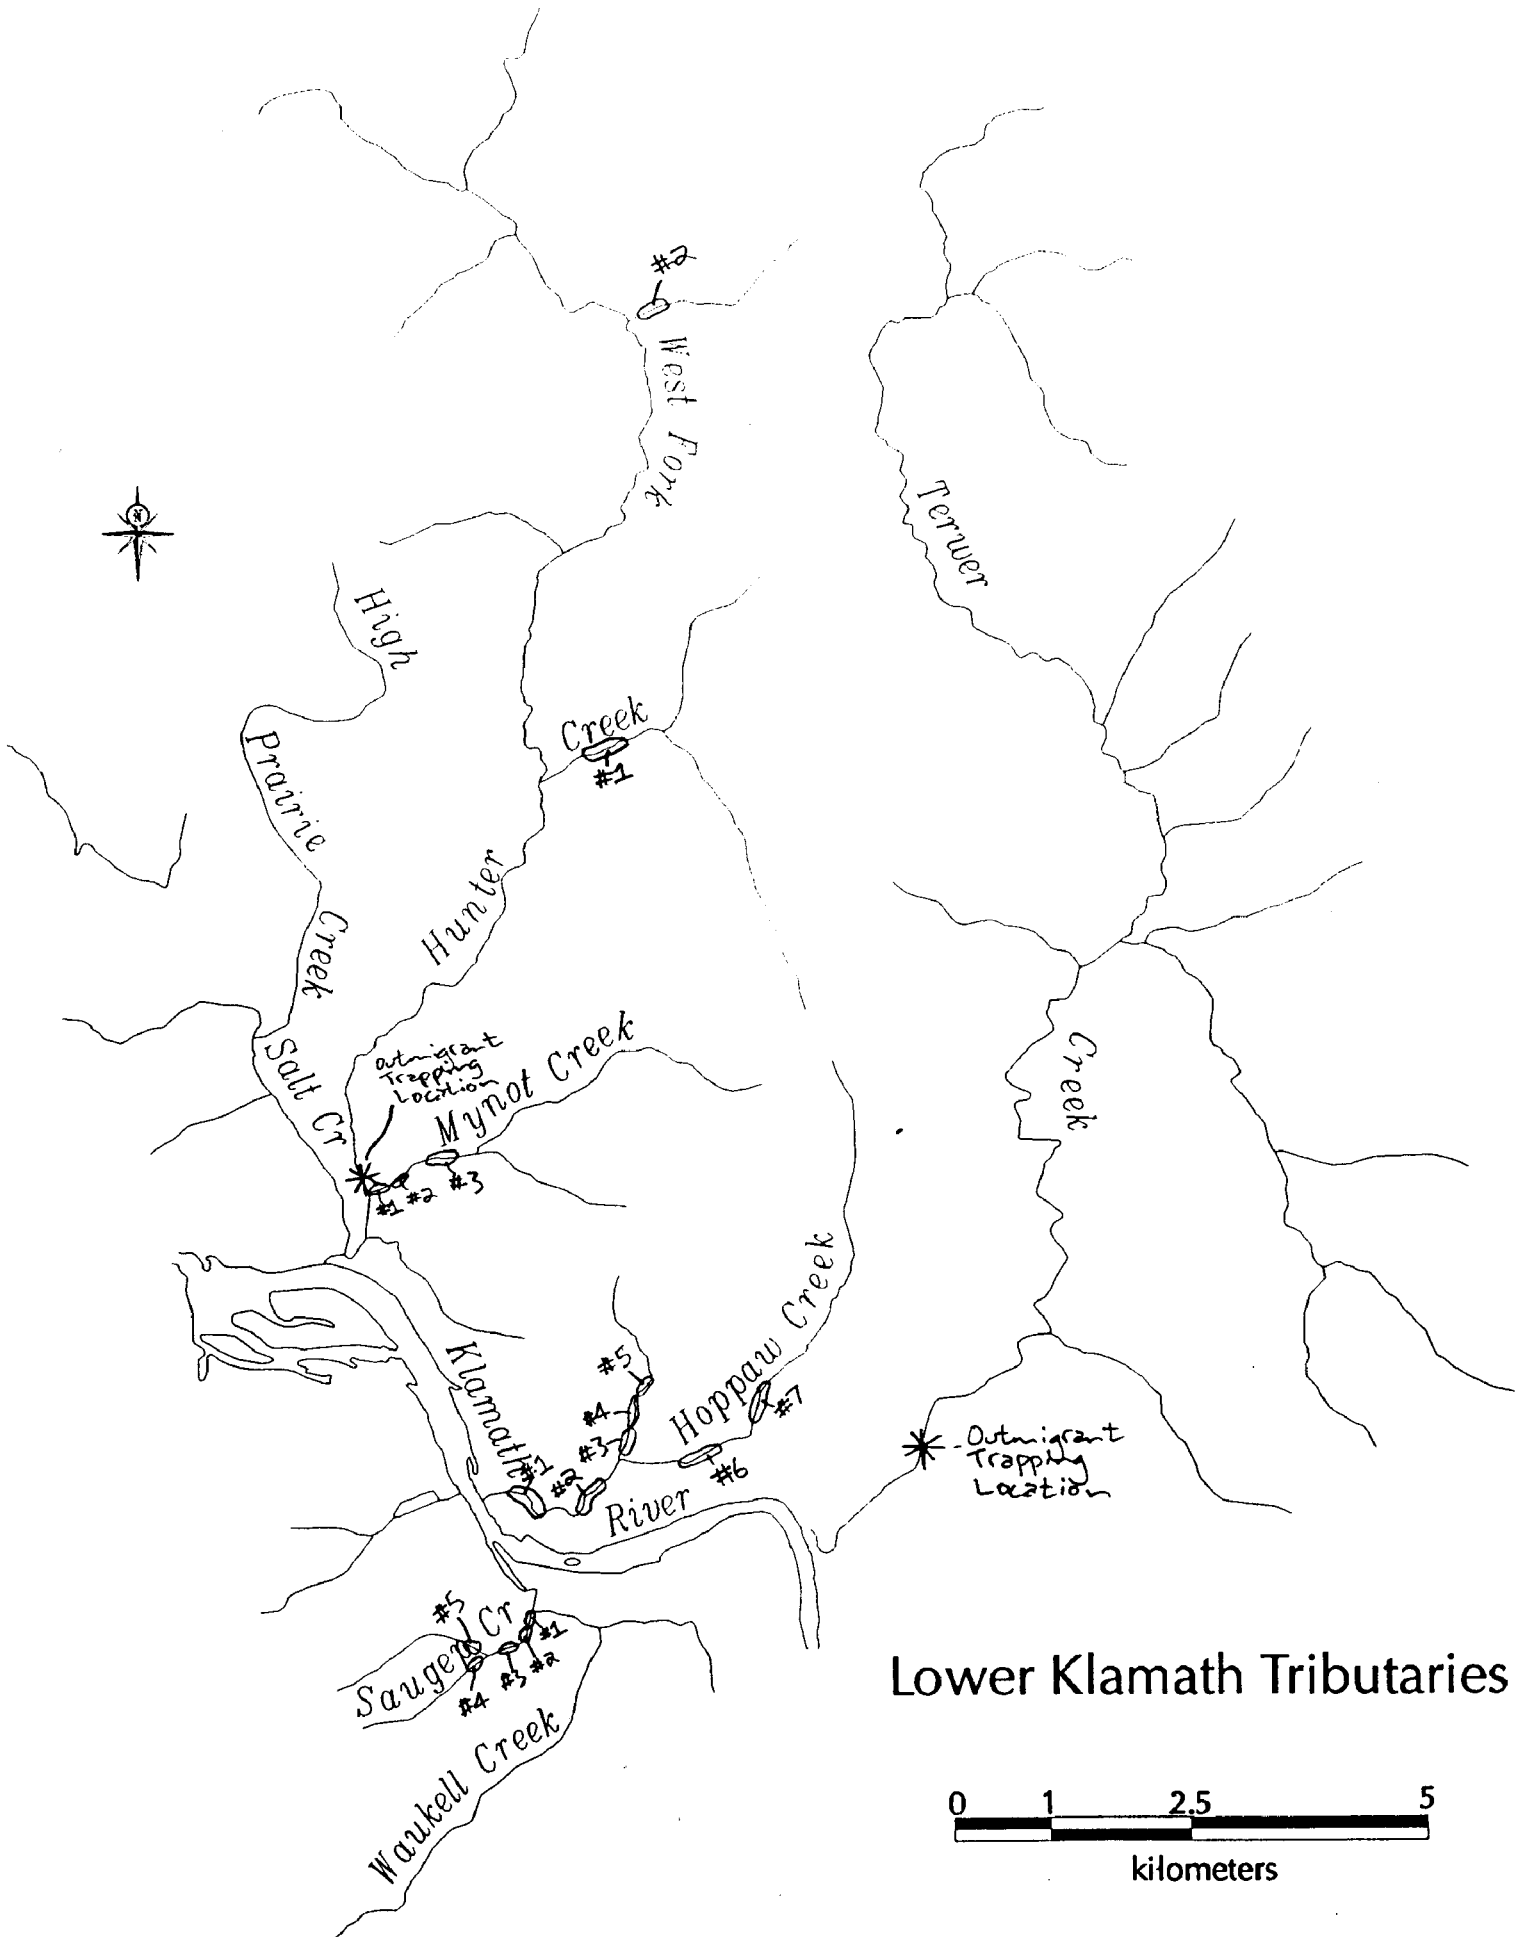 #2
West Fork
N
Terwer
High
Creek
#1
Prairie
Hunter
Creek
Salt Cr
Outmigrant
Trapping
Location
Mynot Creek
Creek
#1 #2 #3
Klamath
Hoppaw Creek
#5
#4
#3
#7
#1
#2
#6
River
Outmigrant
Trapping
Location
#5
Saugep Cr
#1
#2
#3
#4
Waukell Creek
Lower Klamath Tributaries
0 1 2.5 5
kilometers